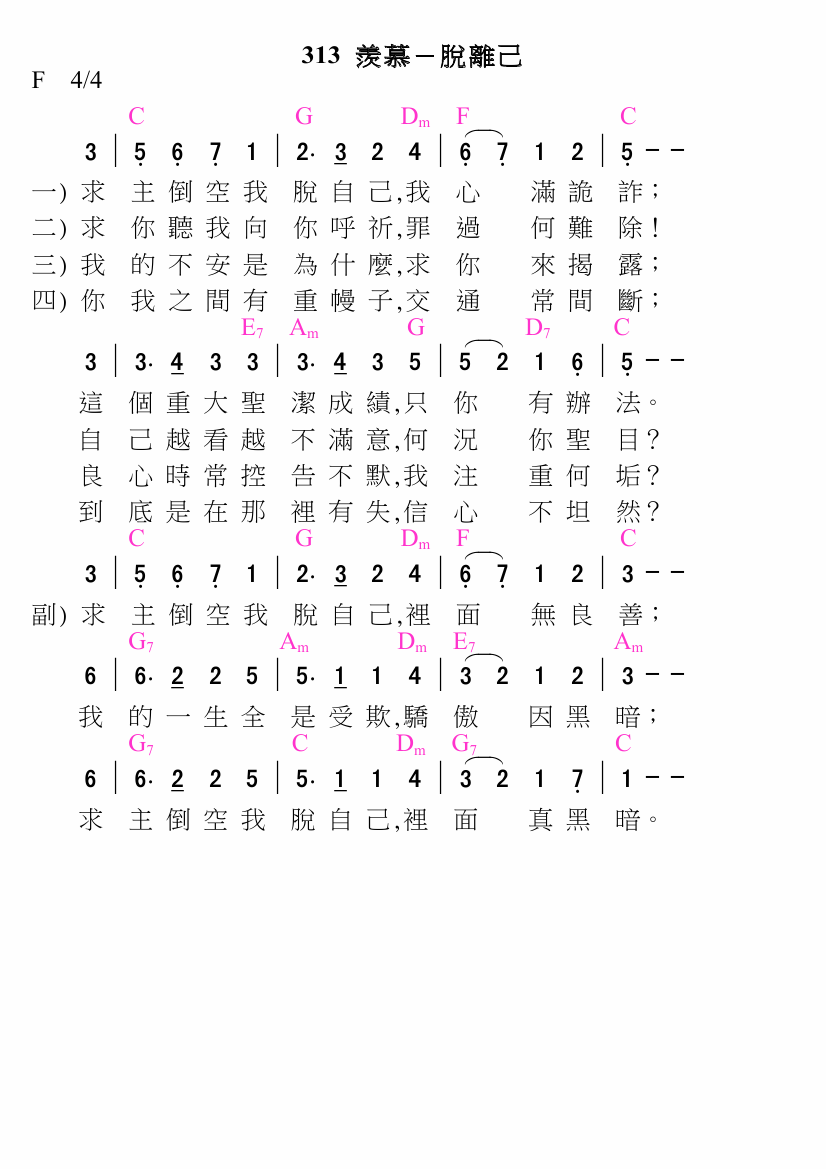 313 羨慕－脫離己
F 4/4
C G Dm F C
3 | 5̣ 6̣ 7̣ 1 | 2· 3̲ 2 4 | 6̣ 7̣ 1 2 | 5̣ － －
一) 求 主 倒 空 我 脫 自 己,我 心 滿 詭 詐；
二) 求 你 聽 我 向 你 呼 祈,罪 過 何 難 除！
三) 我 的 不 安 是 為 什 麼,求 你 來 揭 露；
四) 你 我 之 間 有 重 幔 子,交 通 常 間 斷；
E7 Am G D7 C
3 | 3· 4̲ 3 3 | 3· 4̲ 3 5 | 5 2 1 6̣ | 5̣ － －
這 個 重 大 聖 潔 成 績,只 你 有 辦 法。
自 己 越 看 越 不 滿 意,何 況 你 聖 目？
良 心 時 常 控 告 不 默,我 注 重 何 垢？
到 底 是 在 那 裡 有 失,信 心 不 坦 然？
C G Dm F C
3 | 5̣ 6̣ 7̣ 1 | 2· 3̲ 2 4 | 6̣ 7̣ 1 2 | 3 － －
副) 求 主 倒 空 我 脫 自 己,裡 面 無 良 善；
G7 Am Dm E7 Am
6 | 6· 2̲ 2 5 | 5· 1̲ 1 4 | 3 2 1 2 | 3 － －
我 的 一 生 全 是 受 欺,驕 傲 因 黑 暗；
G7 C Dm G7 C
6 | 6· 2̲ 2 5 | 5· 1̲ 1 4 | 3 2 1 7̣ | 1 － －
求 主 倒 空 我 脫 自 己,裡 面 真 黑 暗。